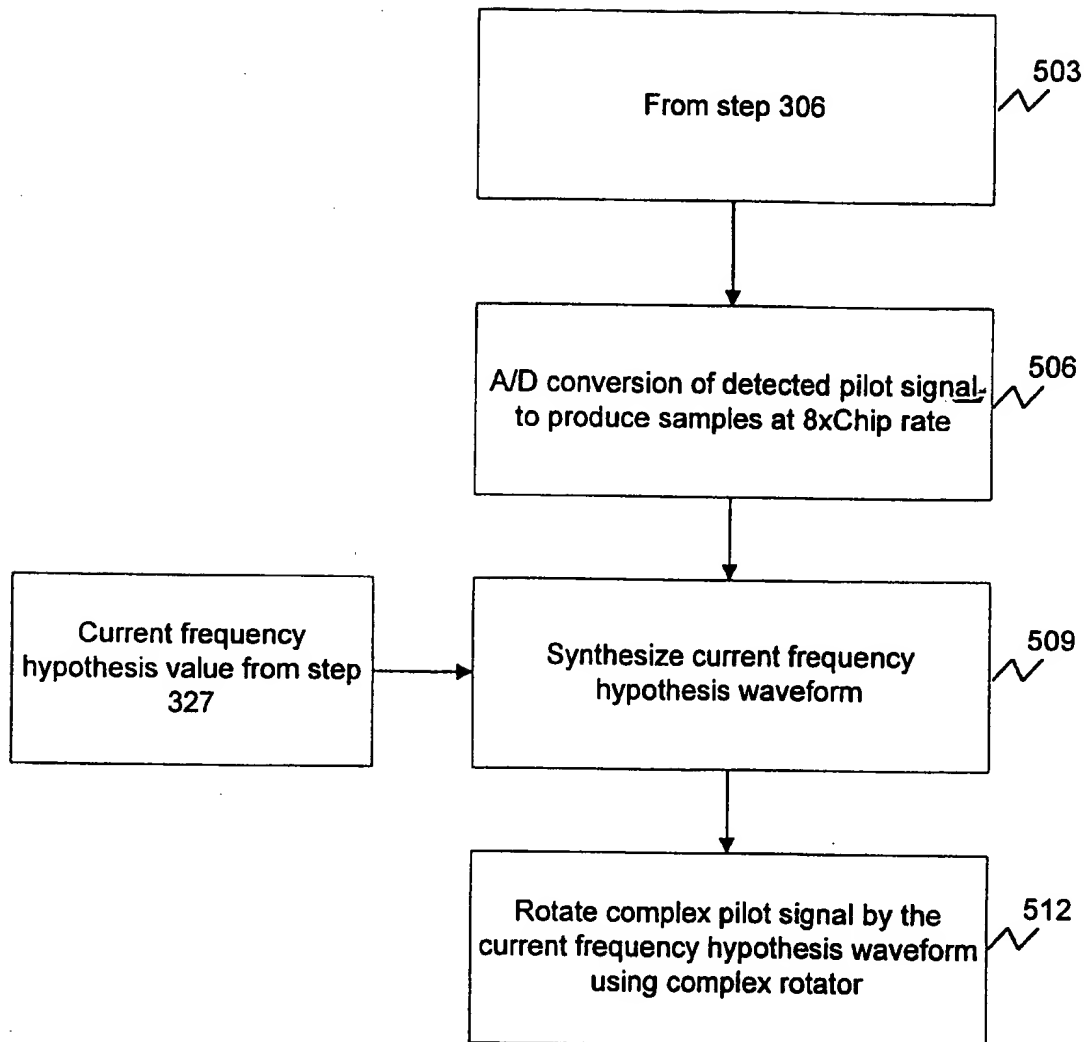 503
From step 306
506
A/D conversion of detected pilot signal
to produce samples at 8xChip rate
Current frequency
hypothesis value from step
327
509
Synthesize current frequency
hypothesis waveform
512
Rotate complex pilot signal by the
current frequency hypothesis waveform
using complex rotator